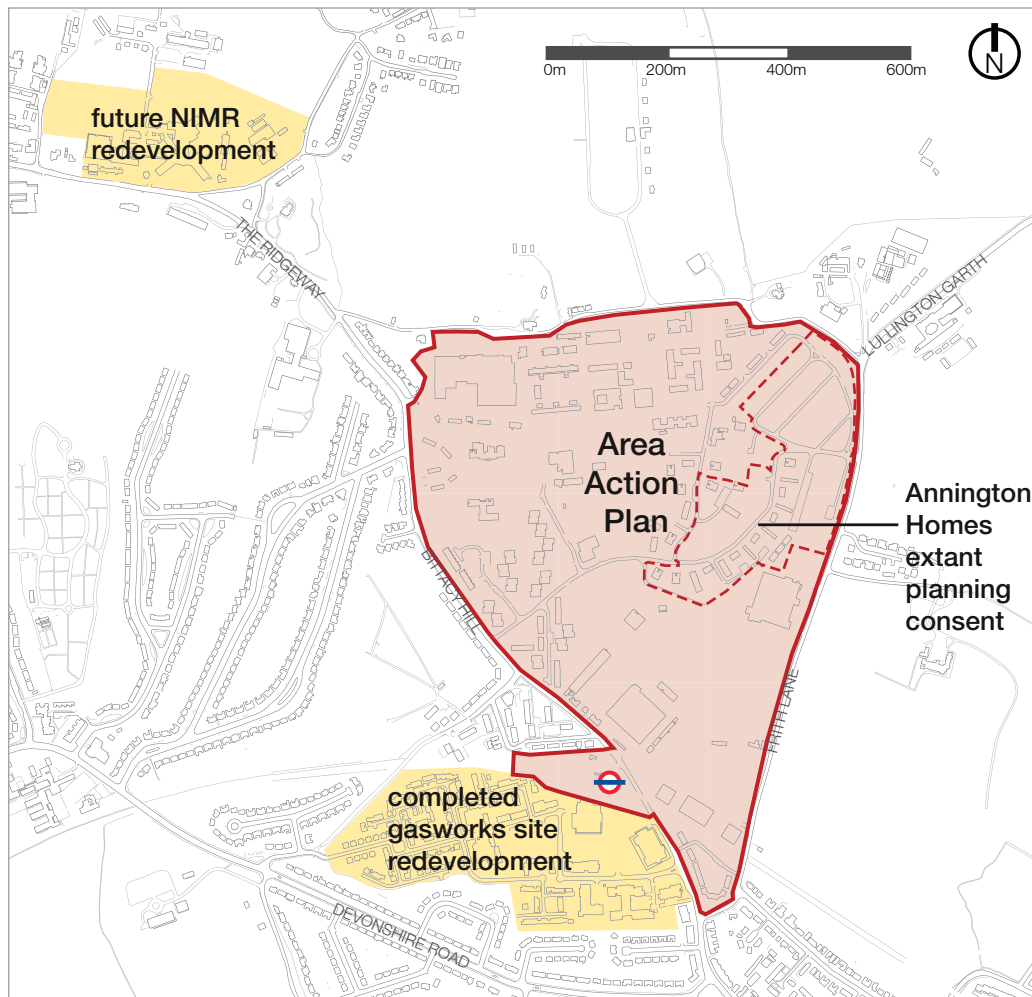 0m
200m
400m
600m
N
future NIMR
redevelopment
THE RIDGEWAY
LULLINGTON GARTH
Area
Action
Plan
Annington
Homes
extant
planning
consent
BITTACY HILL
FRITH LANE
completed
gasworks site
redevelopment
DEVONSHIRE ROAD